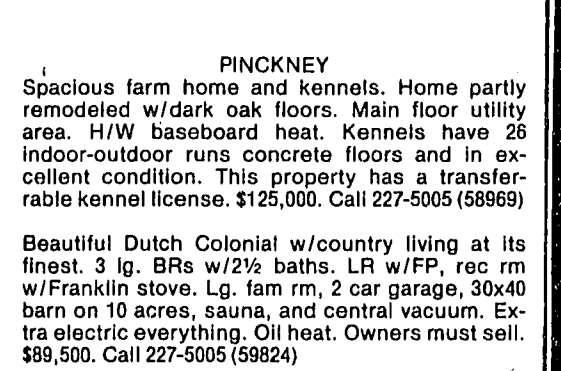 PINCKNEY
Spacious farm home and kennels. Home partly
remodeled w/dark oak floors. Main floor utility
area. H/W baseboard heat. Kennels have 26
indoor-outdoor runs concrete floors and in ex-
cellent condition. This property has a transfer-
rable kennel license. $125,000. Call 227-5005 (58969)
Beautiful Dutch Colonial w/country living at its
finest. 3 lg. BRs w/2½ baths. LR w/FP, rec rm
w/Franklin stove. Lg. fam rm, 2 car garage, 30x40
barn on 10 acres, sauna, and central vacuum. Ex-
tra electric everything. Oil heat. Owners must sell.
$89,500. Call 227-5005 (59824)